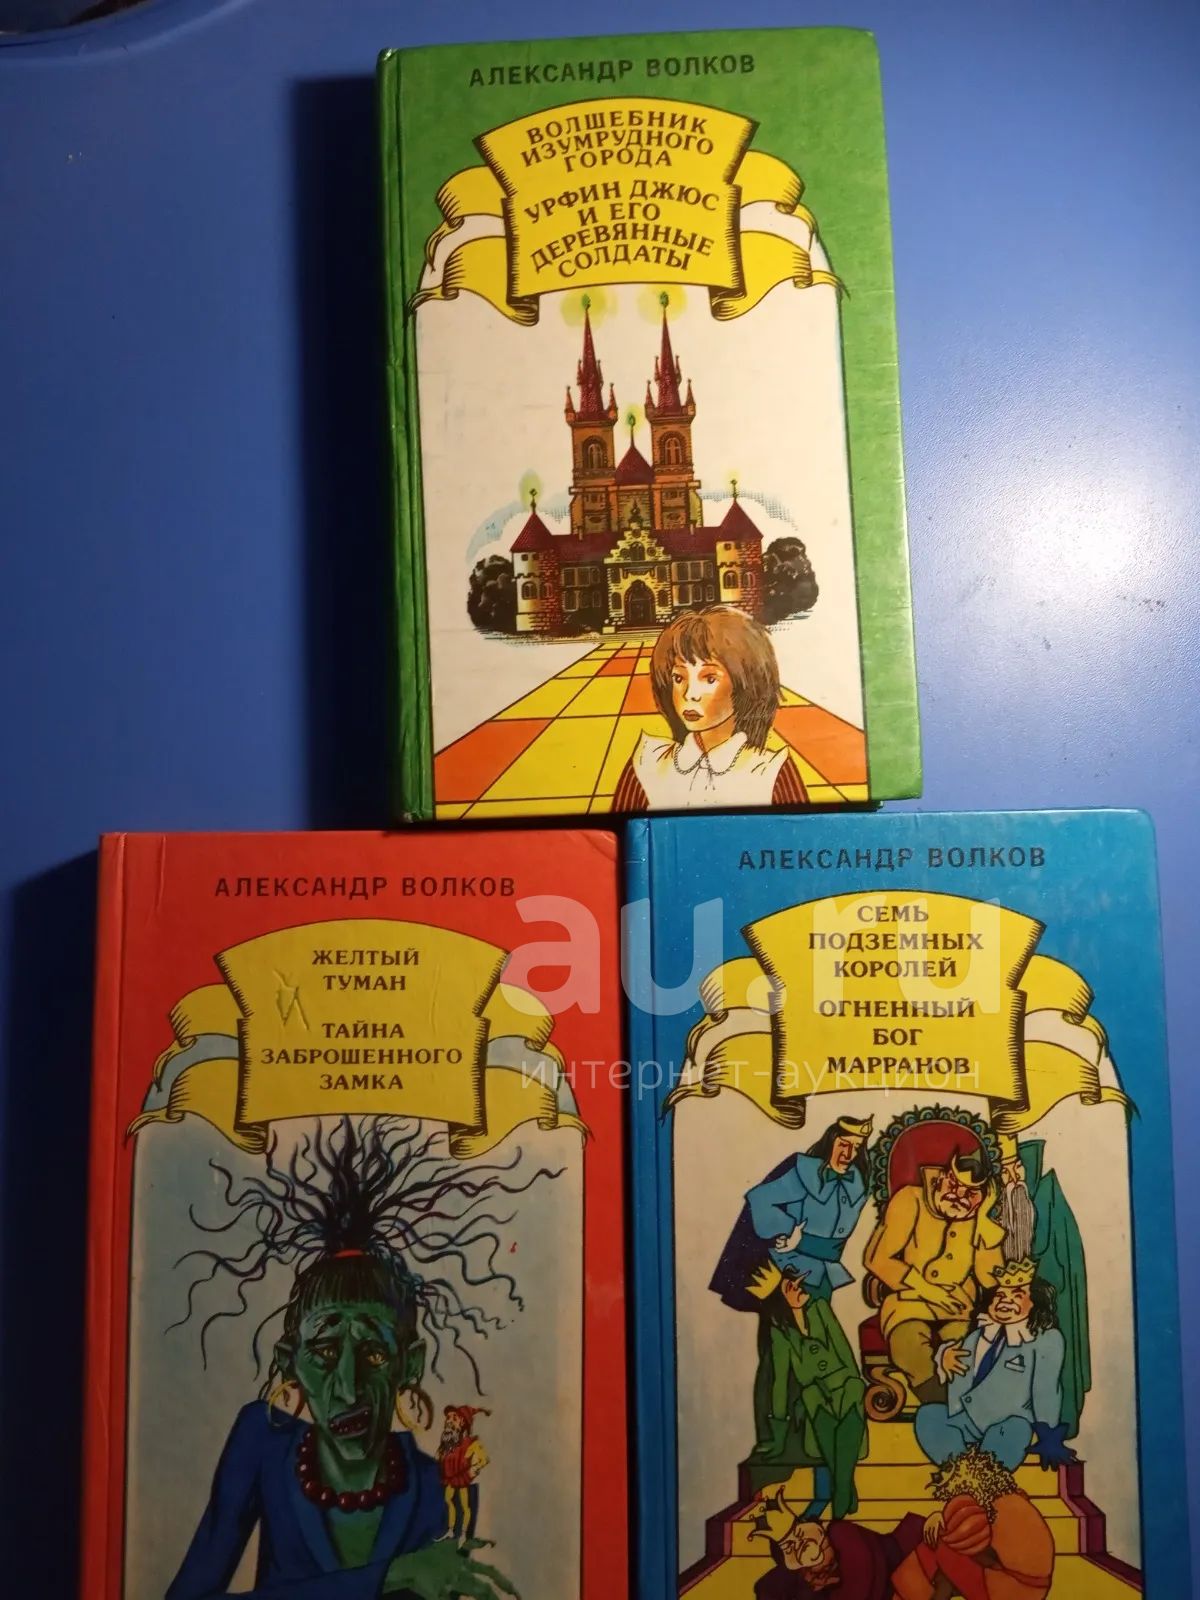 АЛЕКСАНДР ВОЛКОВ
ВОЛШЕБНИК
ИЗУМРУДНОГО
ГОРОДА
УРФИН ДЖЮС
И ЕГО
ДЕРЕВЯННЫЕ
СОЛДАТЫ
АЛЕКСАНДР ВОЛКОВ
ЖЕЛТЫЙ
ТУМАН
ТАЙНА
ЗАБРОШЕННОГО
ЗАМКА
АЛЕКСАНДР ВОЛКОВ
СЕМЬ
ПОДЗЕМНЫХ
КОРОЛЕЙ
ОГНЕННЫЙ
БОГ
МАРРАНОВ
au.ru
интернет-аукцион